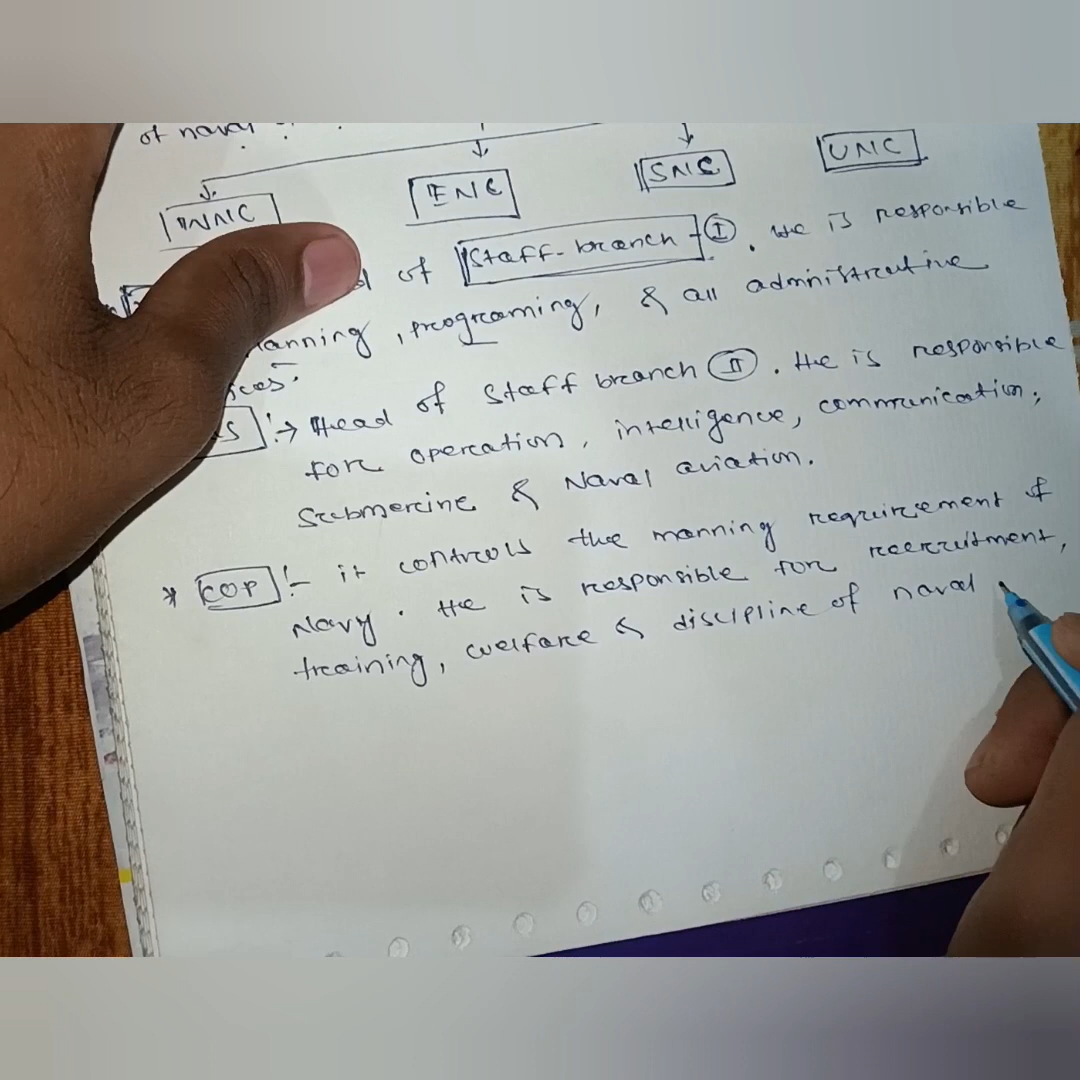 of naval
WNC ENC SNC UNC
of Staff-branch-I. He is responsible
planning, programing, & all administrative
Head of Staff branch II. He is responsible
for operation, intelligence, communication,
Submarine & Naval aviation.
* COP :- it controls the manning requirement of
Navy. He is responsible for recruitment,
training, welfare & discipline of naval